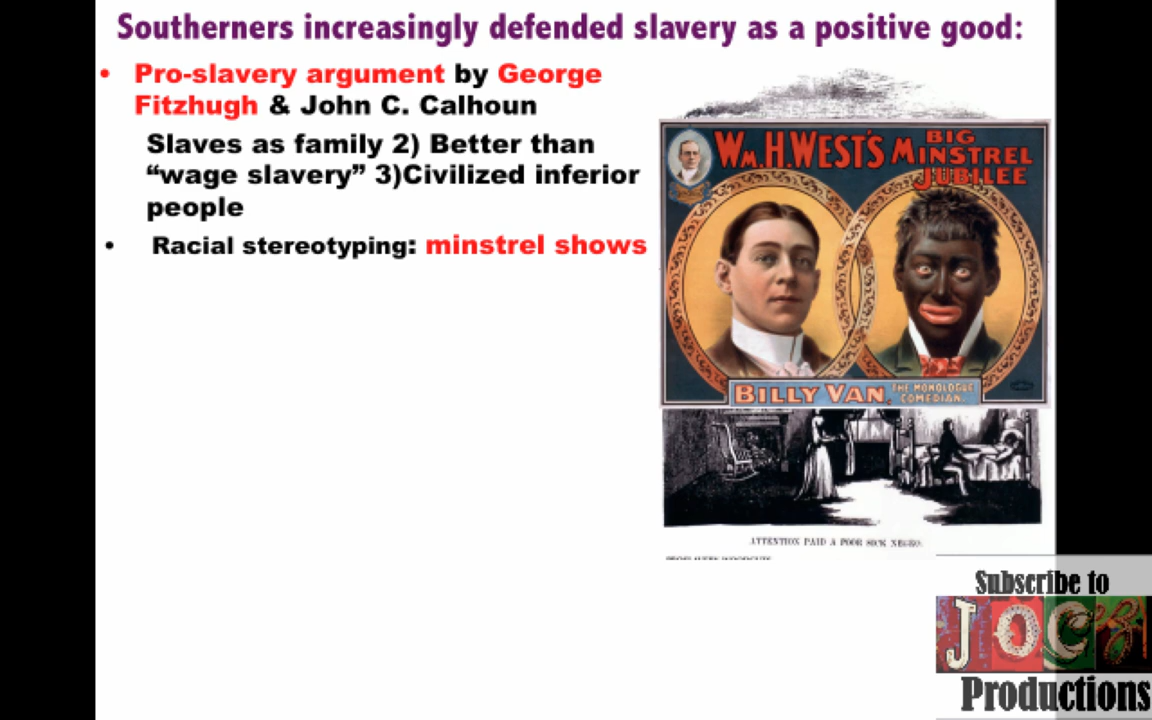 Southerners increasingly defended slavery as a positive good:
• Pro-slavery argument by George
Fitzhugh & John C. Calhoun
Slaves as family 2) Better than
“wage slavery” 3)Civilized inferior
people
• Racial stereotyping: minstrel shows
WM. H. WEST'S BIG
MINSTREL
JUBILEE
BILLY VAN, THE MONOLOGUE
COMEDIAN.
ATTENTION PAID A POOR SICK NEGRO.
Subscribe to
JOCZ
Productions